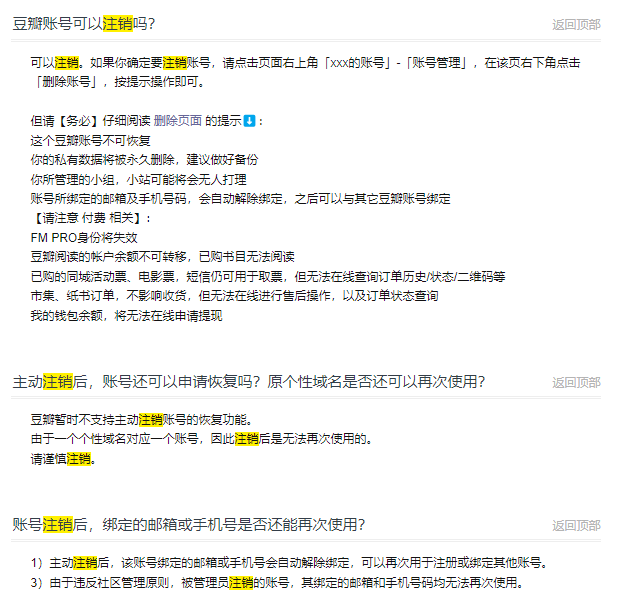 豆瓣账号可以注销吗？
返回顶部
可以注销。如果你确定要注销账号，请点击页面右上角「xxx的账号」-「账号管理」，在该页右下角点击
「删除账号」，按提示操作即可。
但请【务必】仔细阅读 删除页面 的提示⬇️：
这个豆瓣账号不可恢复
你的私有数据将被永久删除，建议做好备份
你所管理的小组，小站可能将会无人打理
账号所绑定的邮箱及手机号码，会自动解除绑定，之后可以与其它豆瓣账号绑定
【请注意 付费 相关】：
FM PRO身份将失效
豆瓣阅读的帐户余额不可转移，已购书目无法阅读
已购的同城活动票、电影票，短信仍可用于取票，但无法在线查询订单历史/状态/二维码等
市集、纸书订单，不影响收货，但无法在线进行售后操作，以及订单状态查询
我的钱包余额，将无法在线申请提现
主动注销后，账号还可以申请恢复吗？原个性域名是否还可以再次使用？
返回顶部
豆瓣暂时不支持主动注销账号的恢复功能。
由于一个个性域名对应一个账号，因此注销后是无法再次使用的。
请谨慎注销。
账号注销后，绑定的邮箱或手机号是否还能再次使用？
返回顶部
1）主动注销后，该账号绑定的邮箱或手机号会自动解除绑定，可以再次用于注册或绑定其他账号。
3）由于违反社区管理原则，被管理员注销的账号，其绑定的邮箱和手机号码均无法再次使用。